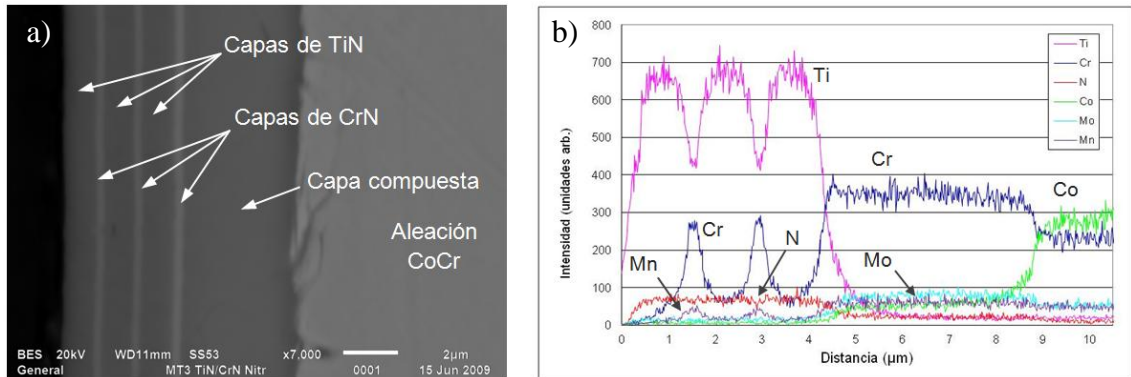 a)
Capas de TiN
Capas de CrN
Capa compuesta
Aleación
CoCr
BES 20kV WD11mm SS53 x7.000 2µm
General MT3 TiN/CrN Nitr 0001 15 Jun 2009
b)
800
700
600
500
400
300
200
100
0
Intensidad (unidades arb.)
Ti
Cr
Co
Cr
N
Mn
Mo
Ti
Cr
N
Co
Mo
Mn
0 1 2 3 4 5 6 7 8 9 10
Distancia (µm)